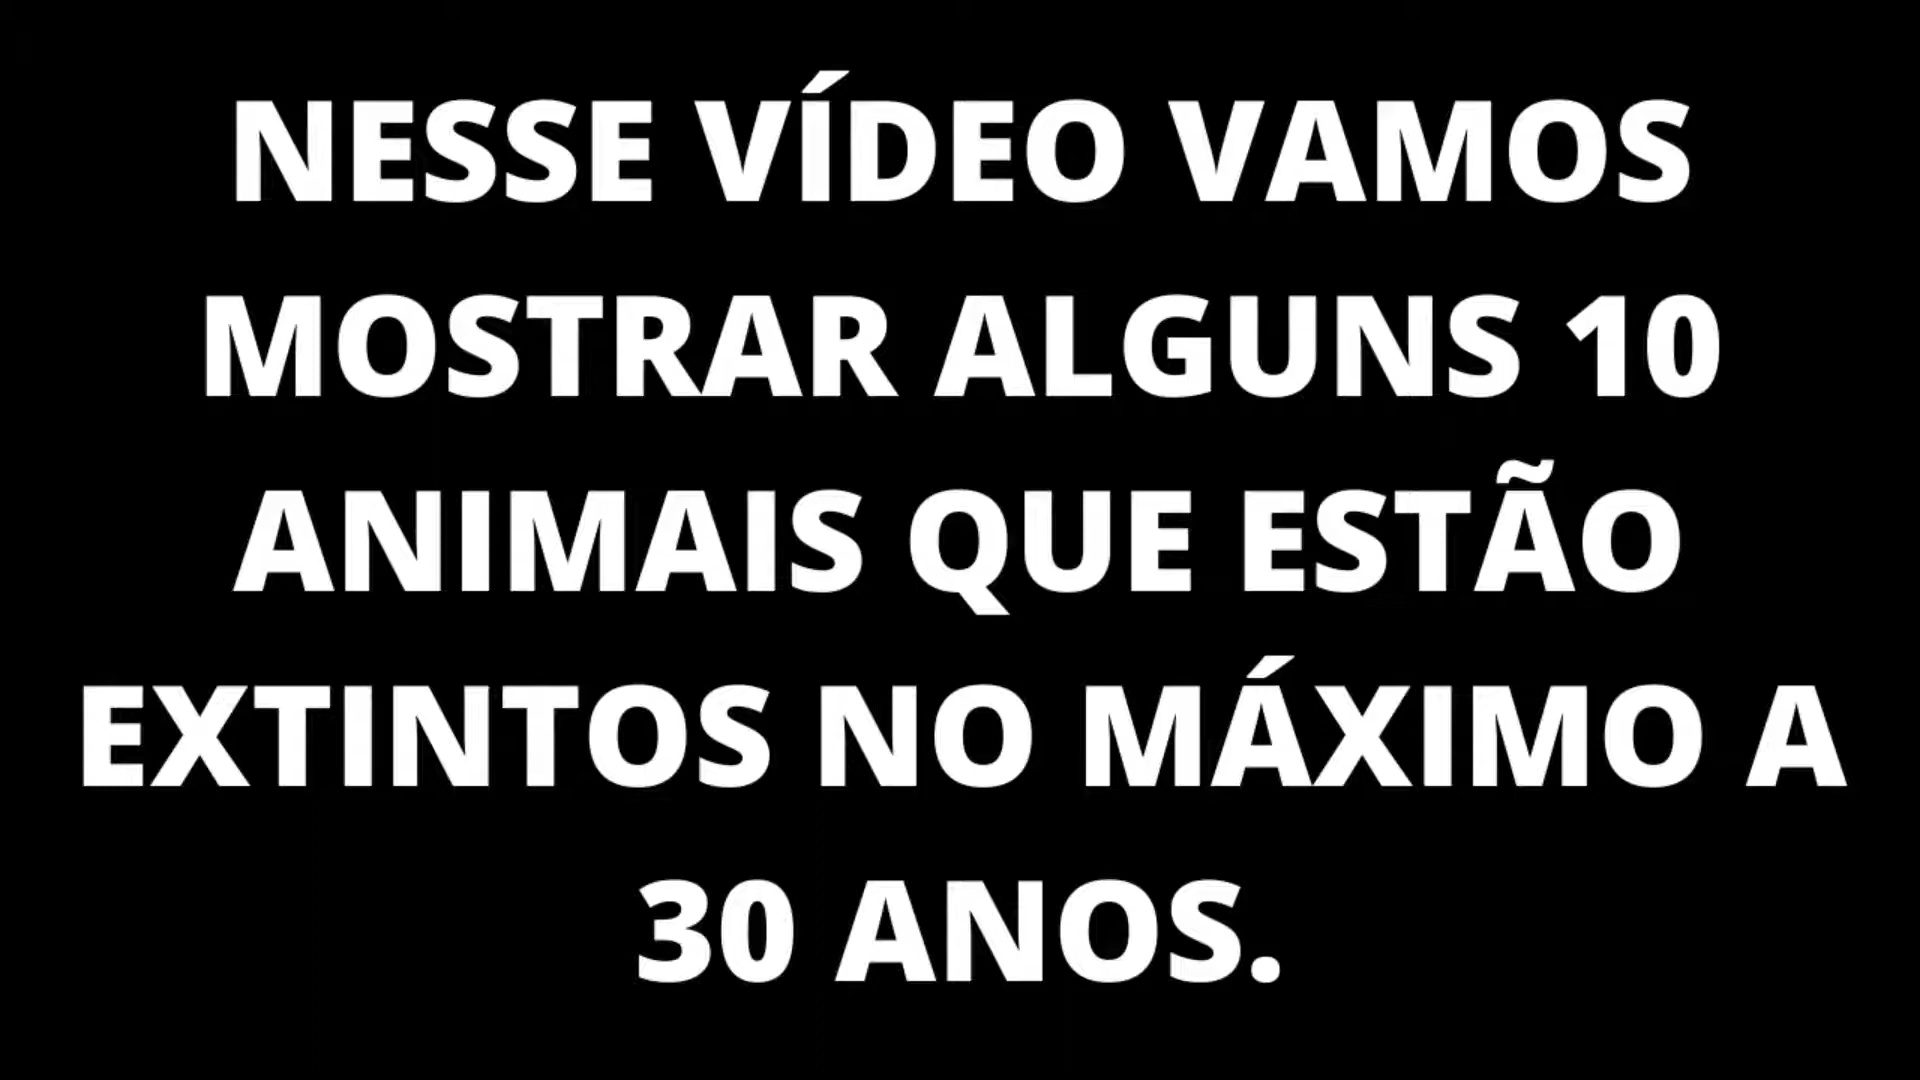 NESSE VÍDEO VAMOS
MOSTRAR ALGUNS 10
ANIMAIS QUE ESTÃO
EXTINTOS NO MÁXIMO A
30 ANOS.